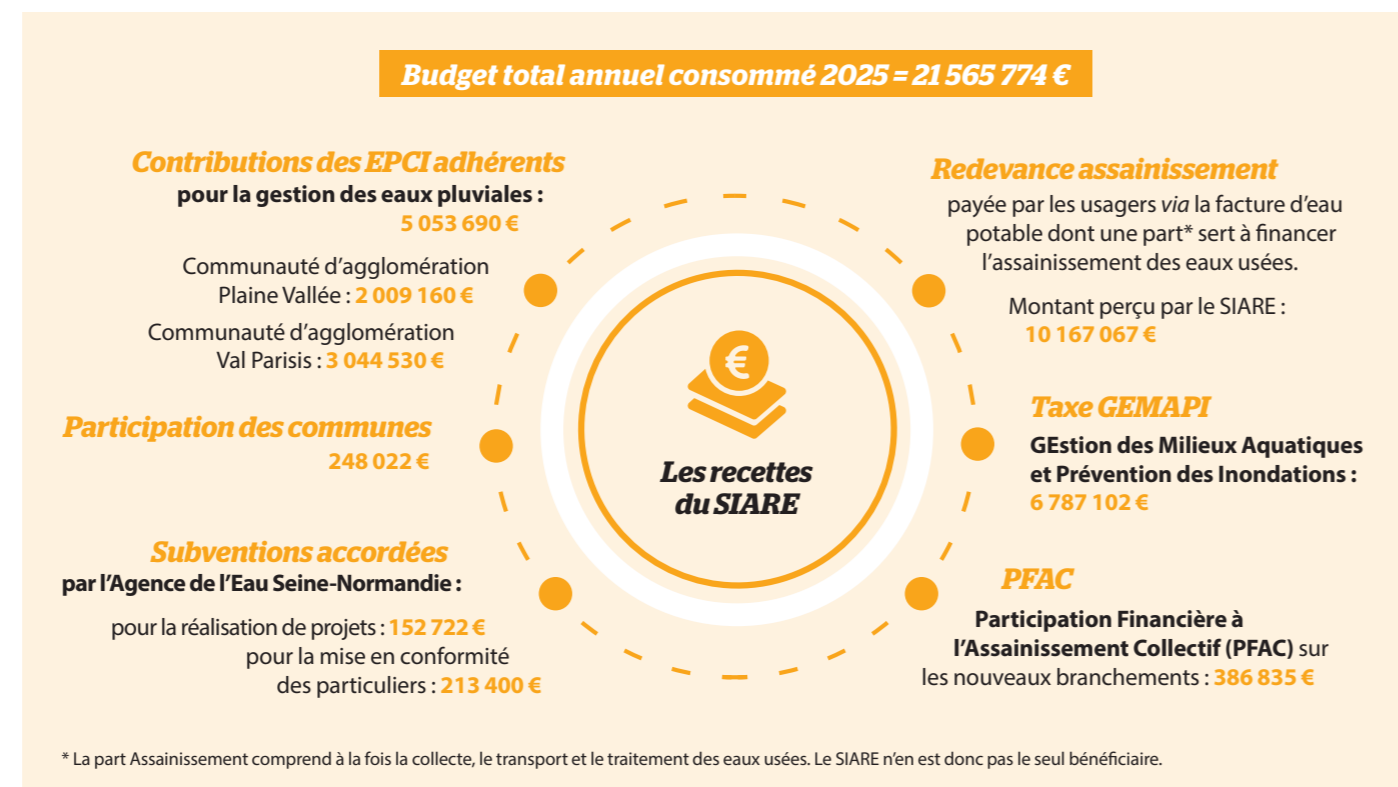 Budget total annuel consommé 2025 = 21 565 774 €
Contributions des EPCI adhérents
pour la gestion des eaux pluviales :
5 053 690 €
Communauté d’agglomération
Plaine Vallée : 2 009 160 €
Communauté d’agglomération
Val Parisis : 3 044 530 €
Participation des communes
248 022 €
Subventions accordées
par l’Agence de l’Eau Seine-Normandie :
pour la réalisation de projets : 152 722 €
pour la mise en conformité
des particuliers : 213 400 €
€
Les recettes
du SIARE
Redevance assainissement
payée par les usagers via la facture d’eau
potable dont une part* sert à financer
l’assainissement des eaux usées.
Montant perçu par le SIARE :
10 167 067 €
Taxe GEMAPI
GEstion des Milieux Aquatiques
et Prévention des Inondations :
6 787 102 €
PFAC
Participation Financière à
l’Assainissement Collectif (PFAC) sur
les nouveaux branchements : 386 835 €
* La part Assainissement comprend à la fois la collecte, le transport et le traitement des eaux usées. Le SIARE n’en est donc pas le seul bénéficiaire.